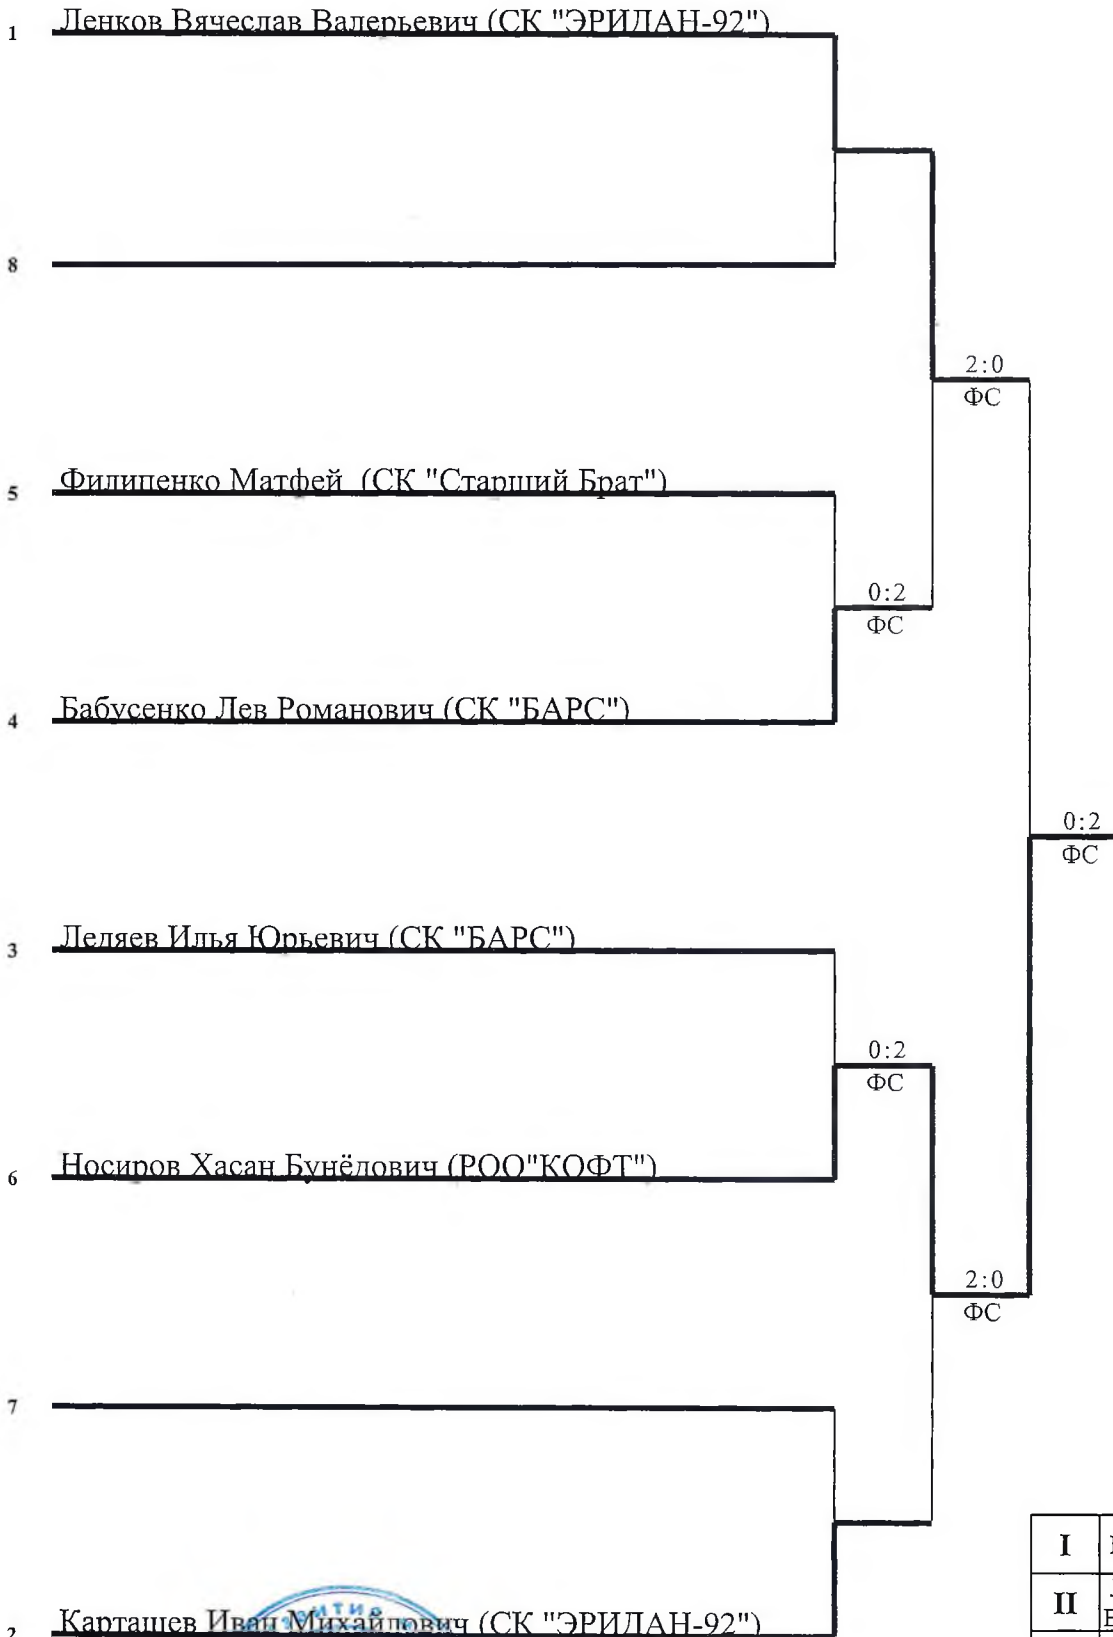 1 Ленков Вячеслав Валерьевич (СК "ЭРИДАН-92")
8
2:0
ФС
5 Филипенко Матфей (СК "Старший Брат")
0:2
ФС
4 Бабусенко Лев Романович (СК "БАРС")
0:2
ФС
3 Леляев Илья Юрьевич (СК "БАРС")
0:2
ФС
6 Носиров Хасан Бунёдович (РОО"КОФТ")
2:0
ФС
7
I
II
2 Карташев Иван Михайлович (СК "ЭРИДАН-92")